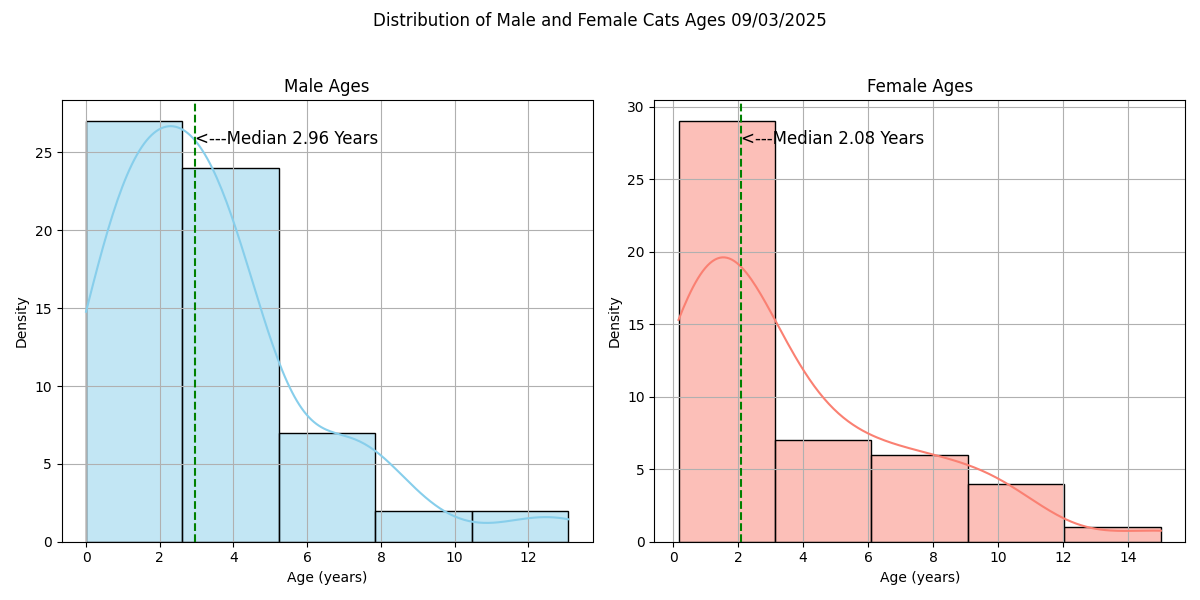 Distribution of Male and Female Cats Ages 09/03/2025
Male Ages
<---Median 2.96 Years
Density
25
20
15
10
5
0
0 2 4 6 8 10 12
Age (years)
Female Ages
<---Median 2.08 Years
Density
30
25
20
15
10
5
0
0 2 4 6 8 10 12 14
Age (years)